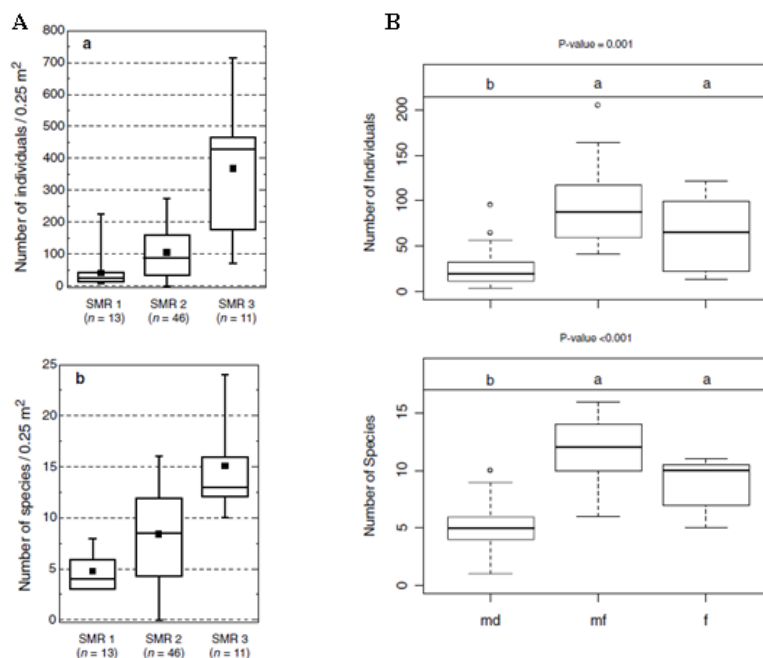 A
a
Number of individuals / 0.25 m²
800
700
600
500
400
300
200
100
0
SMR 1 SMR 2 SMR 3
(n = 13) (n = 46) (n = 11)
b
Number of species / 0.25 m²
25
20
15
10
5
0
SMR 1 SMR 2 SMR 3
(n = 13) (n = 46) (n = 11)
B
P-value = 0.001
b a a
Number of Individuals
200
150
100
50
0
P-value <0.001
b a a
Number of Species
15
10
5
0
md mf f